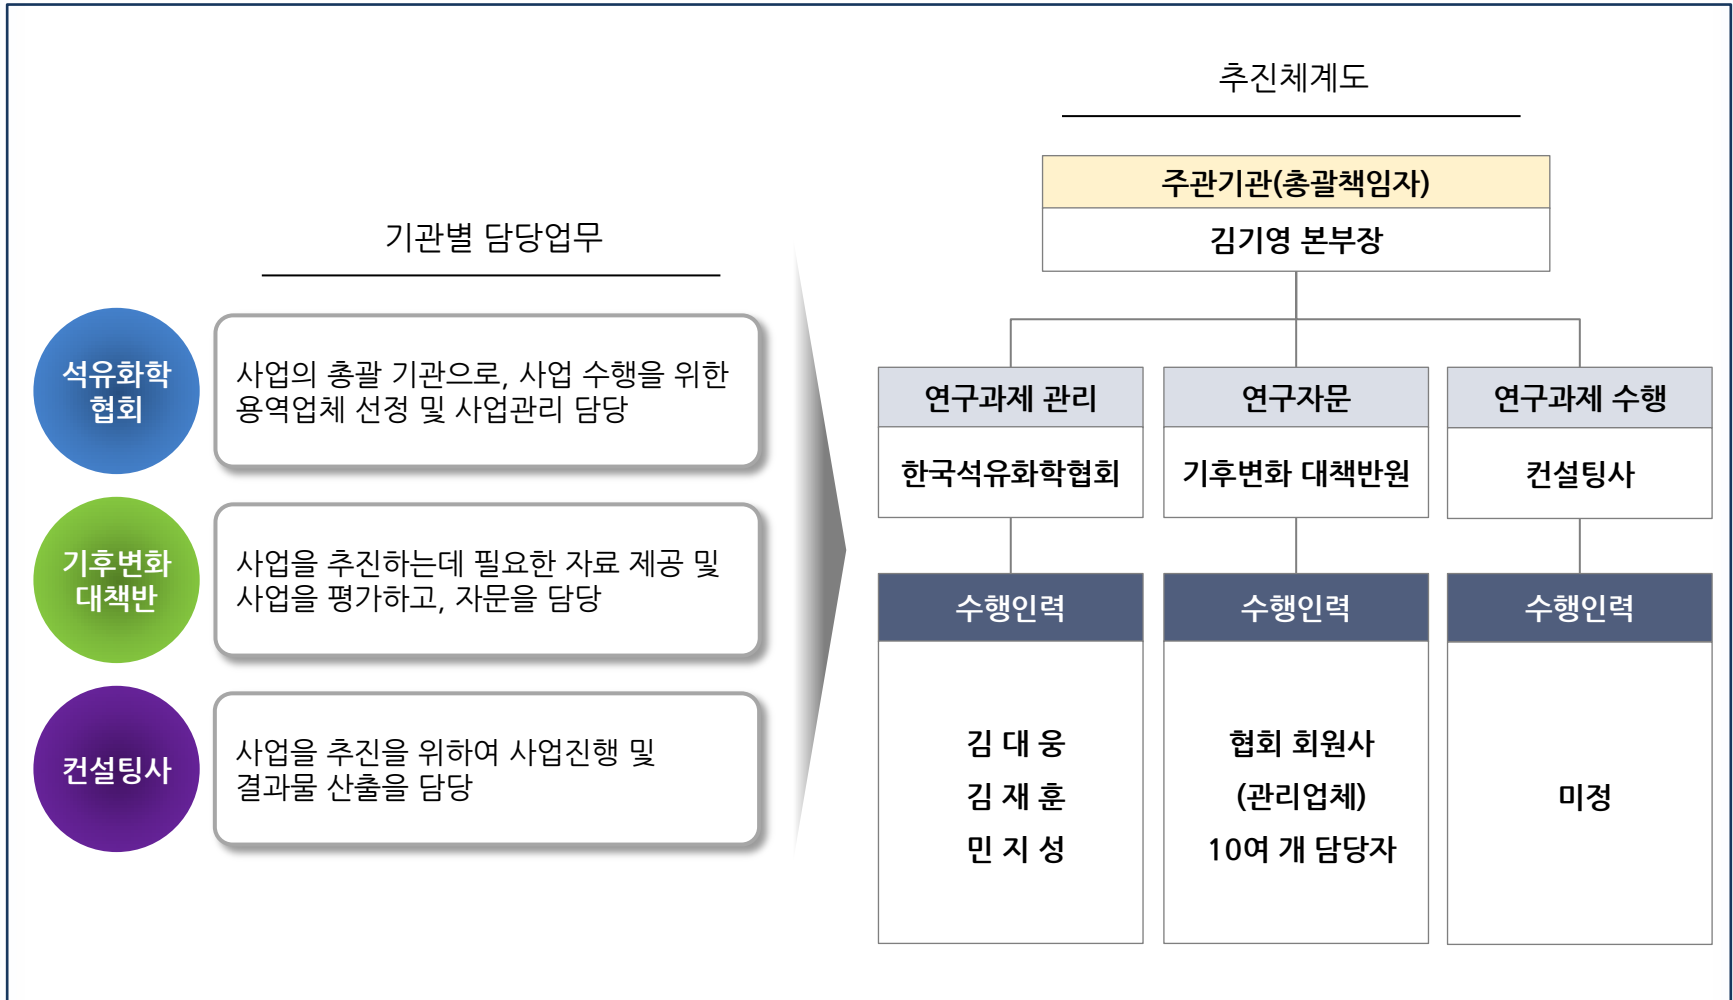 기관별 담당업무
석유화학
협회
사업의 총괄 기관으로, 사업 수행을 위한
용역업체 선정 및 사업관리 담당
기후변화
대책반
사업을 추진하는데 필요한 자료 제공 및
사업을 평가하고, 자문을 담당
컨설팅사
사업을 추진을 위하여 사업진행 및
결과물 산출을 담당
추진체계도
주관기관(총괄책임자)
김기영 본부장
연구과제 관리
한국석유화학협회
수행인력
김 대 웅
김 재 훈
민 지 성
연구자문
기후변화 대책반원
수행인력
협회 회원사
(관리업체)
10여 개 담당자
연구과제 수행
컨설팅사
수행인력
미정